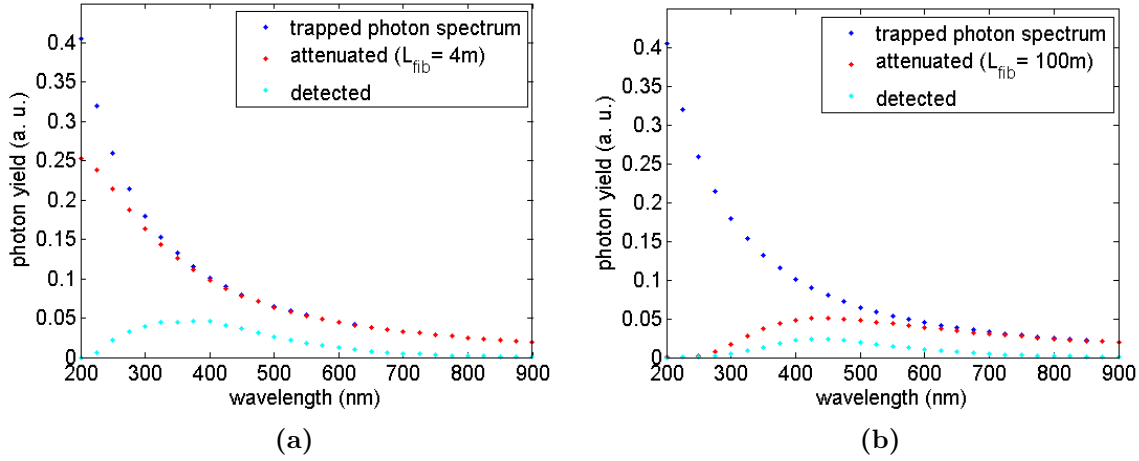 trapped photon spectrum
attenuated (L_fib = 4m)
detected
photon yield (a. u.)
0.4
0.35
0.3
0.25
0.2
0.15
0.1
0.05
0
200 300 400 500 600 700 800 900
wavelength (nm)
(a)
trapped photon spectrum
attenuated (L_fib = 100m)
detected
photon yield (a. u.)
0.4
0.35
0.3
0.25
0.2
0.15
0.1
0.05
0
200 300 400 500 600 700 800 900
wavelength (nm)
(b)